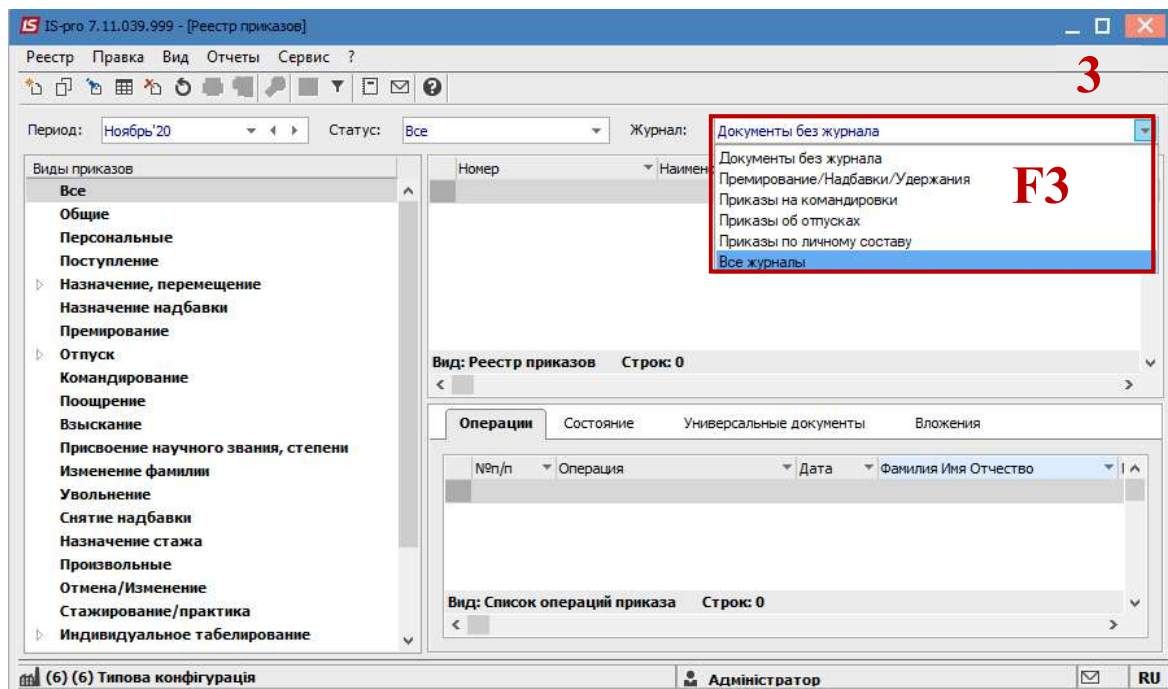 IS-pro 7.11.039.999 - [Реестр приказов]
Реестр Правка Вид Отчеты Сервис ?
3
Период: Ноябрь'20 Статус: Все Журнал: Документы без журнала
Виды приказов
Все
Общие
Персональные
Поступление
Назначение, перемещение
Назначение надбавки
Премирование
Отпуск
Командирование
Поощрение
Взыскание
Присвоение научного звания, степени
Изменение фамилии
Увольнение
Снятие надбавки
Назначение стажа
Произвольные
Отмена/Изменение
Стажирование/практика
Индивидуальное табелирование
Номер Наимен
Документы без журнала
Премирование/Надбавки/Удержания
Приказы на командировки
Приказы об отпусках
Приказы по личному составу
Все журналы
F3
Вид: Реестр приказов Строк: 0
Операции Состояние Универсальные документы Вложения
№п/п Операция Дата Фамилия Имя Отчество
Вид: Список операций приказа Строк: 0
(6) (6) Типова конфігурація Адміністратор RU